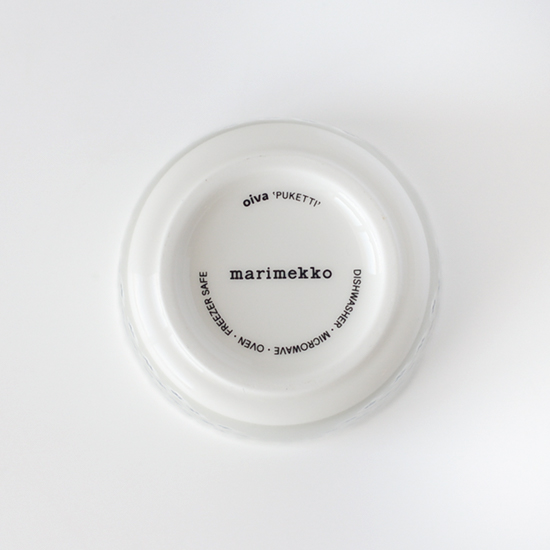 oiva 'PUKETTI'
marimekko
DISHWASHER · MICROWAVE · OVEN · FREEZER SAFE